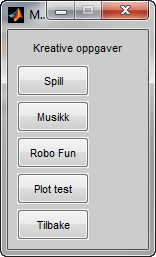 M...
Kreative oppgaver
Spill
Musikk
Robo Fun
Plot test
Tilbake